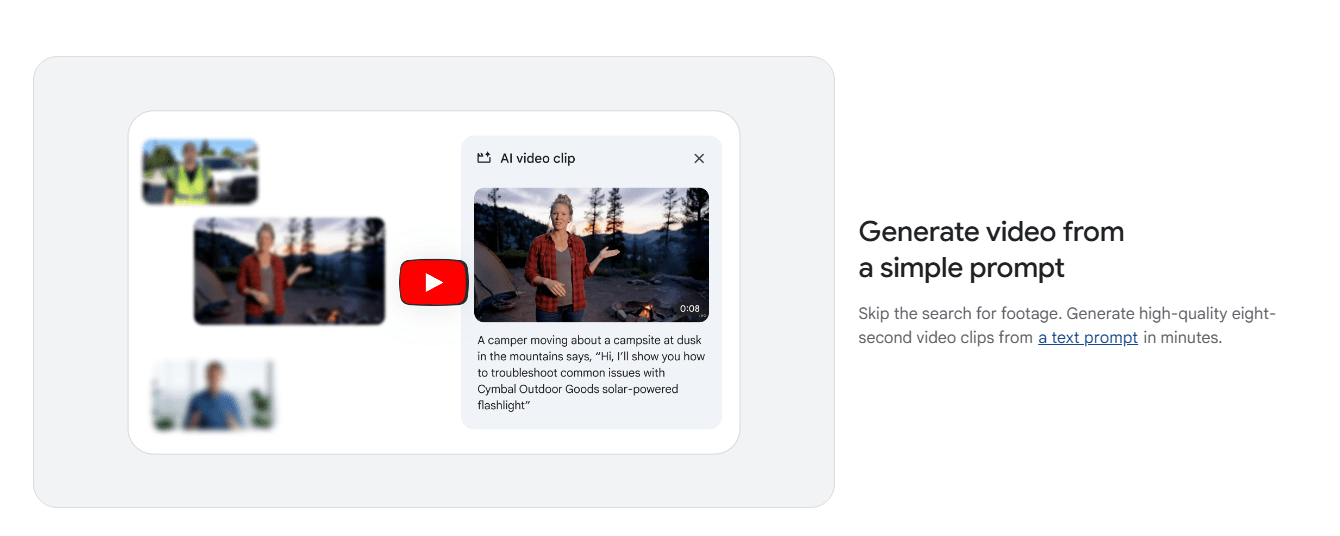 AI video clip
0:08
A camper moving about a campsite at dusk
in the mountains says, “Hi, I’ll show you how
to troubleshoot common issues with
Cymbal Outdoor Goods solar-powered
flashlight”
Generate video from
a simple prompt
Skip the search for footage. Generate high-quality eight-
second video clips from a text prompt in minutes.